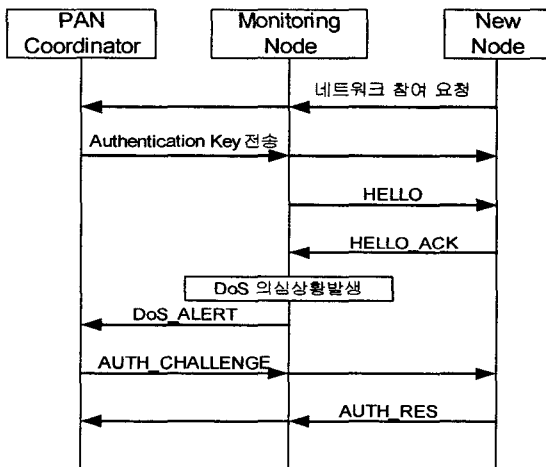 PAN
Coordinator
Monitoring
Node
New
Node
네트워크 참여 요청
Authentication Key 전송
HELLO
HELLO_ACK
DoS 의심상황발생
DoS_ALERT
AUTH_CHALLENGE
AUTH_RES